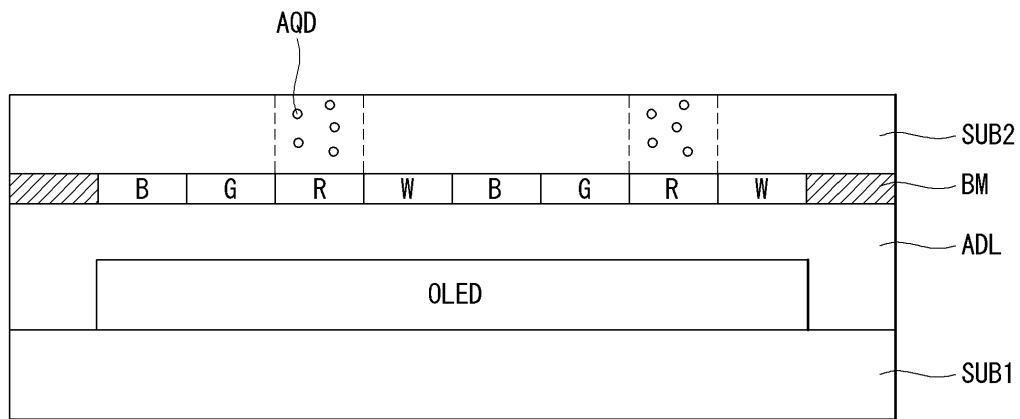 AQD
SUB2
B G R W B G R W
BM
ADL
OLED
SUB1